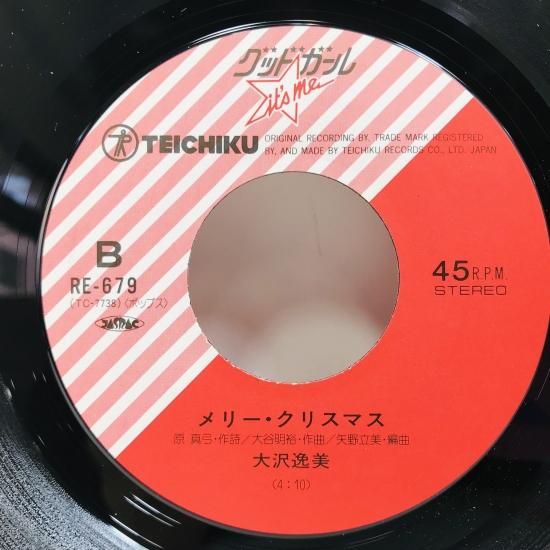 グッドガール
it's me
TEICHIKU
ORIGINAL RECORDING BY, TRADE MARK REGISTERED
BY, AND MADE BY TEICHIKU RECORDS CO., LTD. JAPAN
B
RE-679
(TC-7738)〈ポップス〉
JASRAC
45 R.P.M.
STEREO
メリー・クリスマス
原 真弓・作詩／大谷明裕・作曲／矢野立美・編曲
大沢逸美
(4:10)